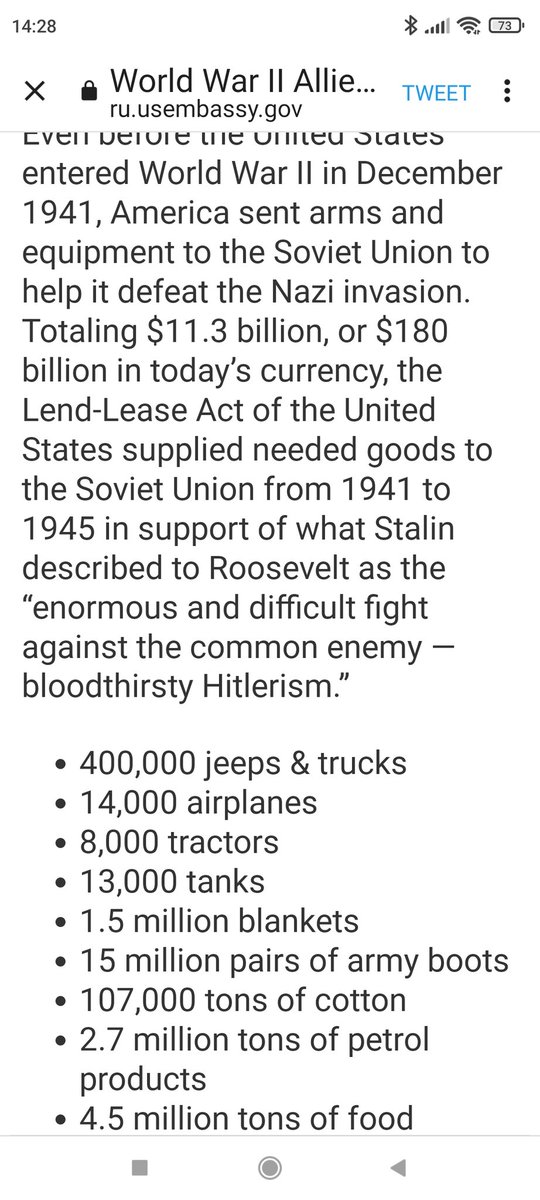 14:28
73
World War II Allie...
ru.usembassy.gov
TWEET
Even before the United States
entered World War II in December
1941, America sent arms and
equipment to the Soviet Union to
help it defeat the Nazi invasion.
Totaling $11.3 billion, or $180
billion in today’s currency, the
Lend-Lease Act of the United
States supplied needed goods to
the Soviet Union from 1941 to
1945 in support of what Stalin
described to Roosevelt as the
“enormous and difficult fight
against the common enemy —
bloodthirsty Hitlerism.”
• 400,000 jeeps & trucks
• 14,000 airplanes
• 8,000 tractors
• 13,000 tanks
• 1.5 million blankets
• 15 million pairs of army boots
• 107,000 tons of cotton
• 2.7 million tons of petrol
products
• 4.5 million tons of food